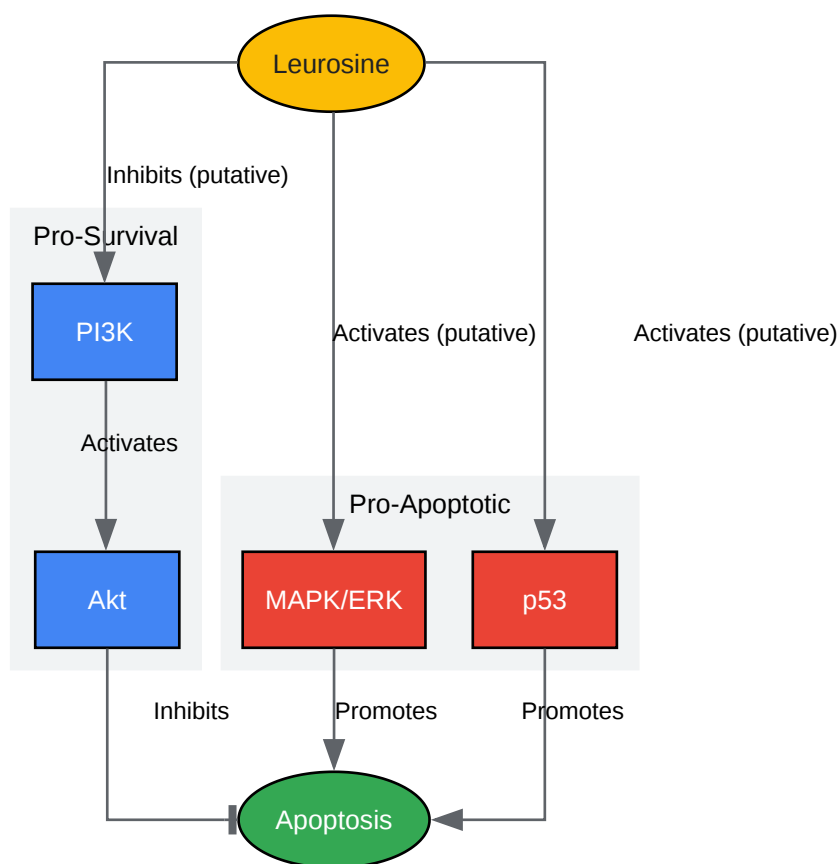 Leurosine
Inhibits (putative)
Pro-Survival
PI3K
Activates (putative)
Activates (putative)
Activates
Pro-Apoptotic
Akt
MAPK/ERK
p53
Inhibits
Promotes
Promotes
Apoptosis